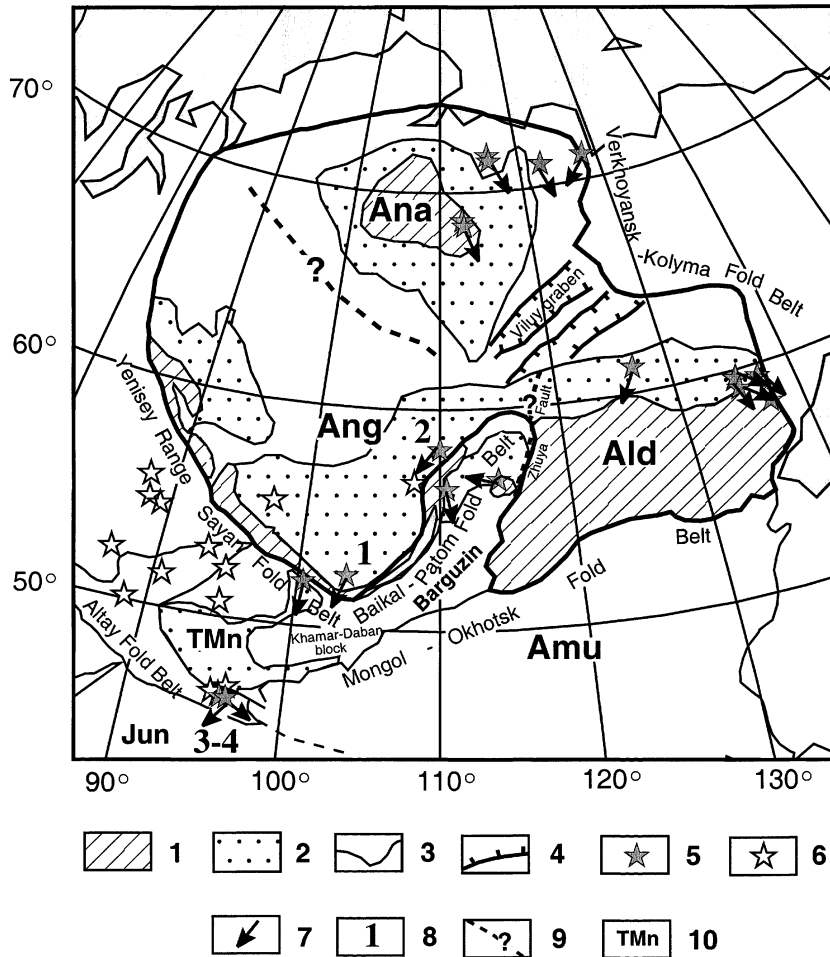 70°
Verkhoyansk
-Kolyma Fold Belt
Ana
?
Viluy graben
60°
Yenisey Range
Ang
2
?
Fault
Zhuya
Ald
Belt
Sayan Fold Belt
1
Baikal - Patom Fold
Barguzin
Belt
Fold
50°
Altay Fold Belt
TMn
Khamar-Daban
block
Mongol - Okhotsk
Amu
Jun
3-4
90° 100° 110° 120° 130°
1 2 3 4 5 6
7 1 8 ? 9 TMn 10